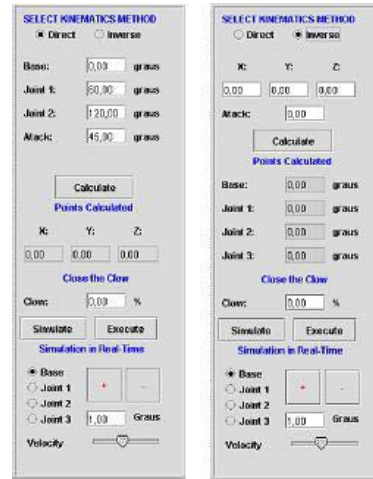 SELECT KINEMATICS METHOD
Direct Inverse
Base: 0,00 graus
Joint 1: 60,00 graus
Joint 2: 120,00 graus
Atack: 45,00 graus
Calculate
Points Calculated
X: Y: Z:
0,00 0,00 0,00
Close the Claw
Claw: 0,00 %
Simulate Execute
Simulation in Real-Time
Base
Joint 1
Joint 2
Joint 3
+ -
1,00 Graus
Velocity
SELECT KINEMATICS METHOD
Direct Inverse
X: Y: Z:
0,00 0,00 0,00
Atack: 0,00
Calculate
Points Calculated
Base: 0,00 graus
Joint 1: 0,00 graus
Joint 2: 0,00 graus
Joint 3: 0,00 graus
Close the Claw
Claw: 0,00 %
Simulate Execute
Simulation in Real-Time
Base
Joint 1
Joint 2
Joint 3
+ -
1,00 Graus
Velocity